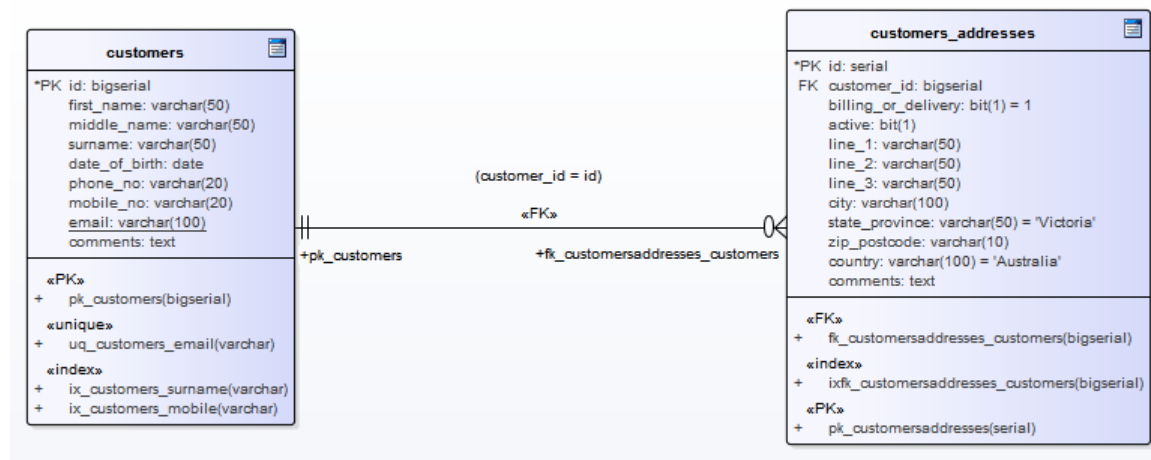 customers
*PK id: bigserial
first_name: varchar(50)
middle_name: varchar(50)
surname: varchar(50)
date_of_birth: date
phone_no: varchar(20)
mobile_no: varchar(20)
email: varchar(100)
comments: text
«PK»
+ pk_customers(bigserial)
«unique»
+ uq_customers_email(varchar)
«index»
+ ix_customers_surname(varchar)
+ ix_customers_mobile(varchar)
(customer_id = id)
«FK»
+pk_customers
+fk_customersaddresses_customers
customers_addresses
*PK id: serial
FK customer_id: bigserial
billing_or_delivery: bit(1) = 1
active: bit(1)
line_1: varchar(50)
line_2: varchar(50)
line_3: varchar(50)
city: varchar(100)
state_province: varchar(50) = 'Victoria'
zip_postcode: varchar(10)
country: varchar(100) = 'Australia'
comments: text
«FK»
+ fk_customersaddresses_customers(bigserial)
«index»
+ ixfk_customersaddresses_customers(bigserial)
«PK»
+ pk_customersaddresses(serial)